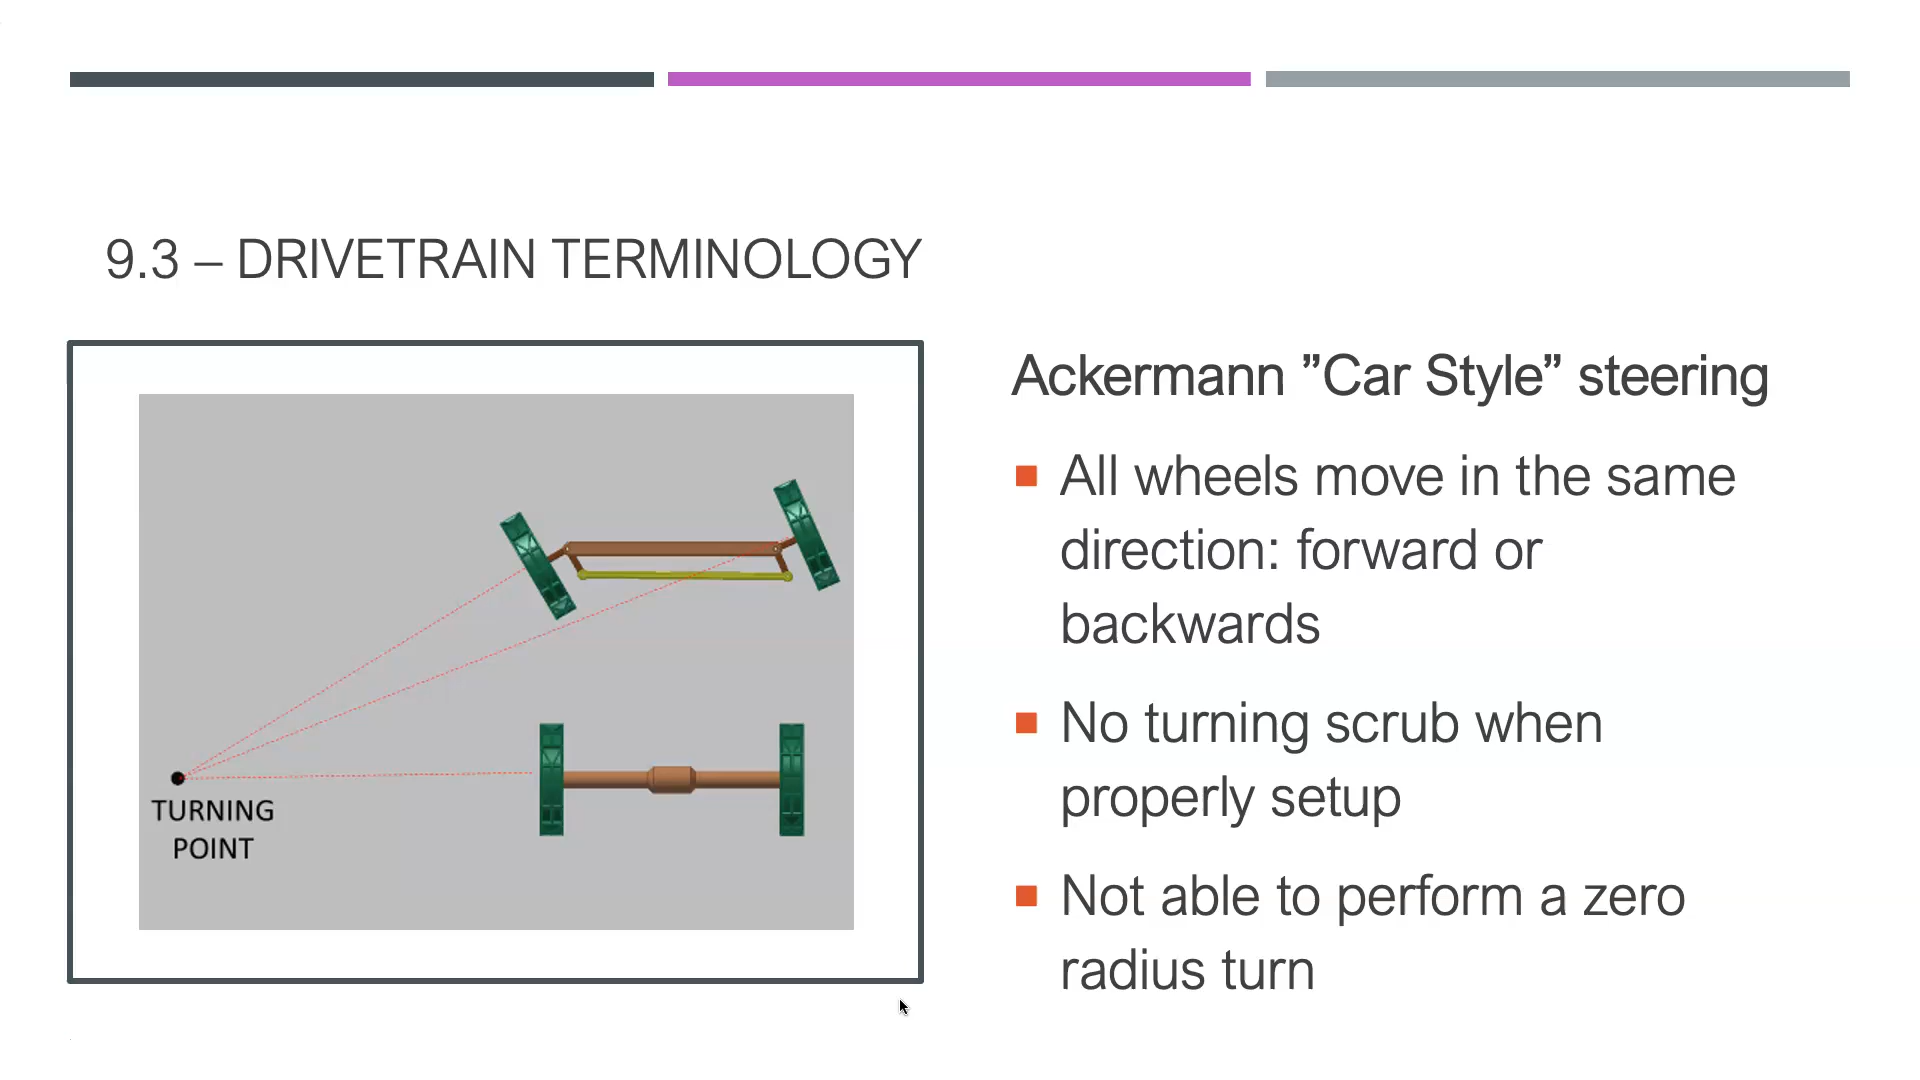 9.3 – DRIVETRAIN TERMINOLOGY
TURNING
POINT
Ackermann ”Car Style” steering
All wheels move in the same
direction: forward or
backwards
No turning scrub when
properly setup
Not able to perform a zero
radius turn